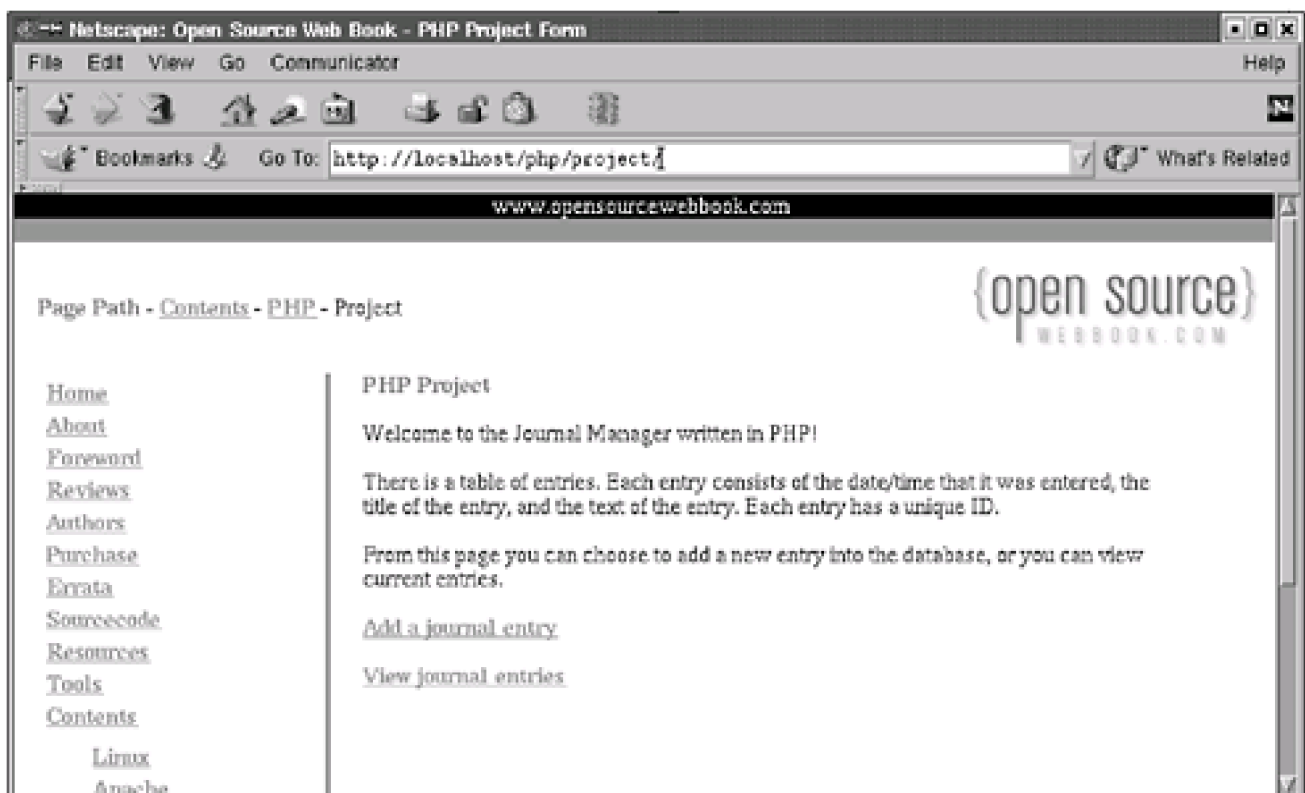 Netscape: Open Source Web Book - PHP Project Form
File Edit View Go Communicator Help
Bookmarks Go To: http://localhost/php/project/ What's Related
www.opensourcewebbook.com
{open source}
WEBBOOK.COM
Page Path - Contents - PHP - Project
Home
About
Foreword
Reviews
Authors
Purchase
Errata
Sourcecode
Resources
Tools
Contents
Linux
Apache
PHP Project
Welcome to the Journal Manager written in PHP!
There is a table of entries. Each entry consists of the date/time that it was entered, the
title of the entry, and the text of the entry. Each entry has a unique ID.
From this page you can choose to add a new entry into the database, or you can view
current entries.
Add a journal entry
View journal entries